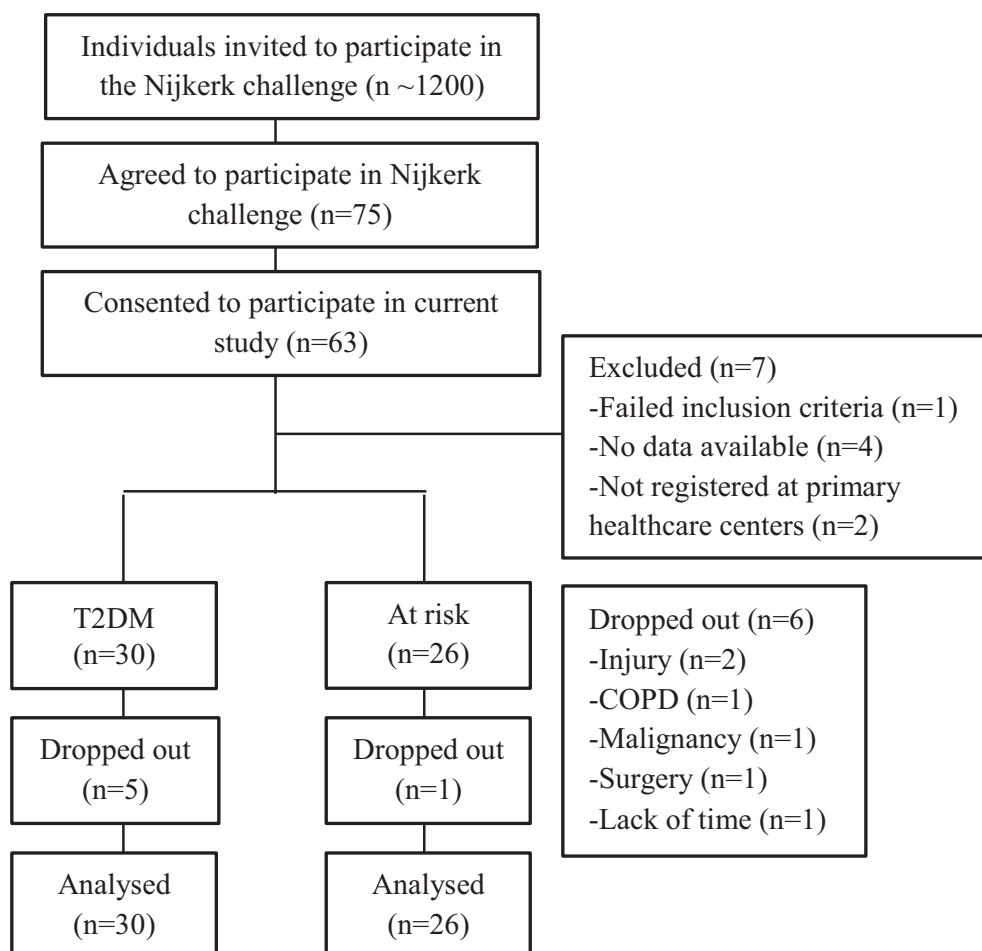 Individuals invited to participate in
the Nijkerk challenge (n ~1200)
Agreed to participate in Nijkerk
challenge (n=75)
Consented to participate in current
study (n=63)
Excluded (n=7)
-Failed inclusion criteria (n=1)
-No data available (n=4)
-Not registered at primary
healthcare centers (n=2)
T2DM
(n=30)
At risk
(n=26)
Dropped out (n=6)
-Injury (n=2)
-COPD (n=1)
-Malignancy (n=1)
-Surgery (n=1)
-Lack of time (n=1)
Dropped out
(n=5)
Dropped out
(n=1)
Analysed
(n=30)
Analysed
(n=26)